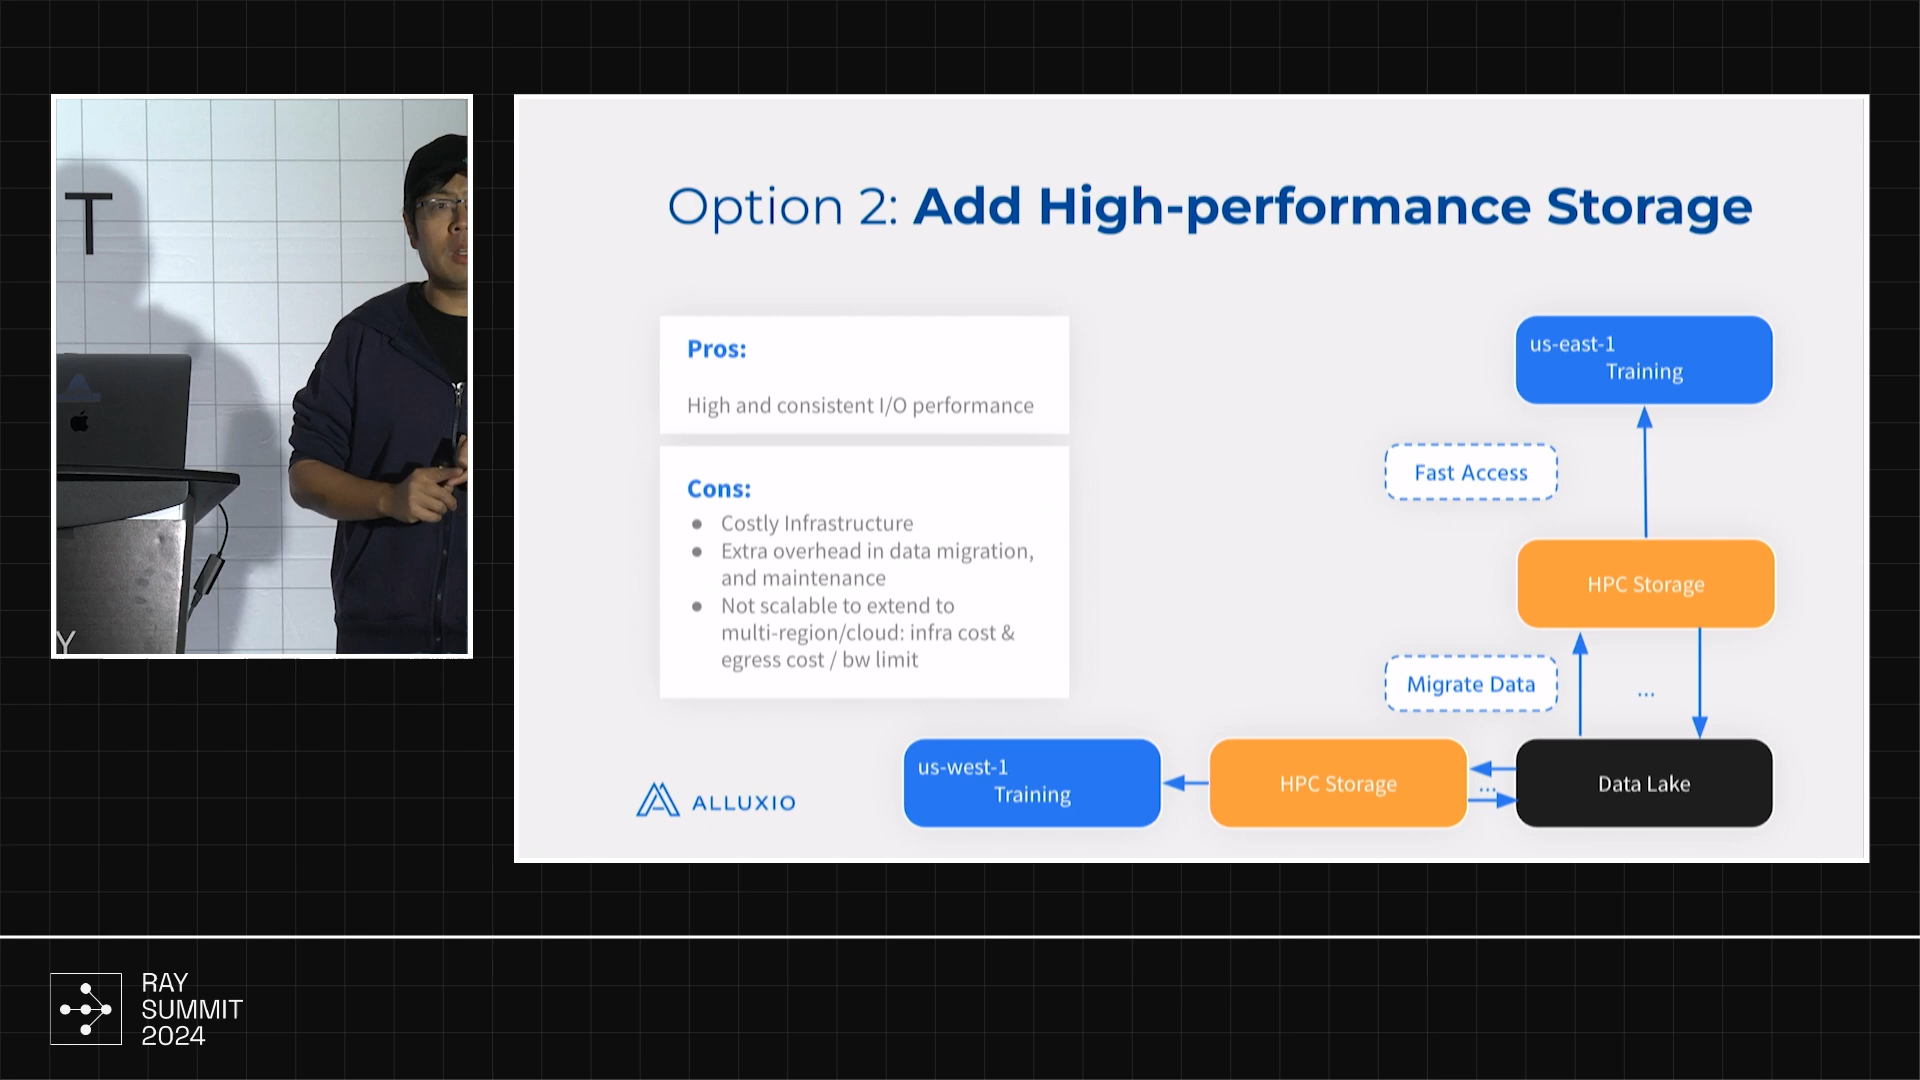 T
Y
Option 2: Add High-performance Storage
Pros:
High and consistent I/O performance
Cons:
● Costly Infrastructure
● Extra overhead in data migration,
and maintenance
● Not scalable to extend to
multi-region/cloud: infra cost &
egress cost / bw limit
us-east-1
Training
Fast Access
HPC Storage
Migrate Data
...
us-west-1
Training
HPC Storage
...
Data Lake
ALLUXIO
RAY
SUMMIT
2024